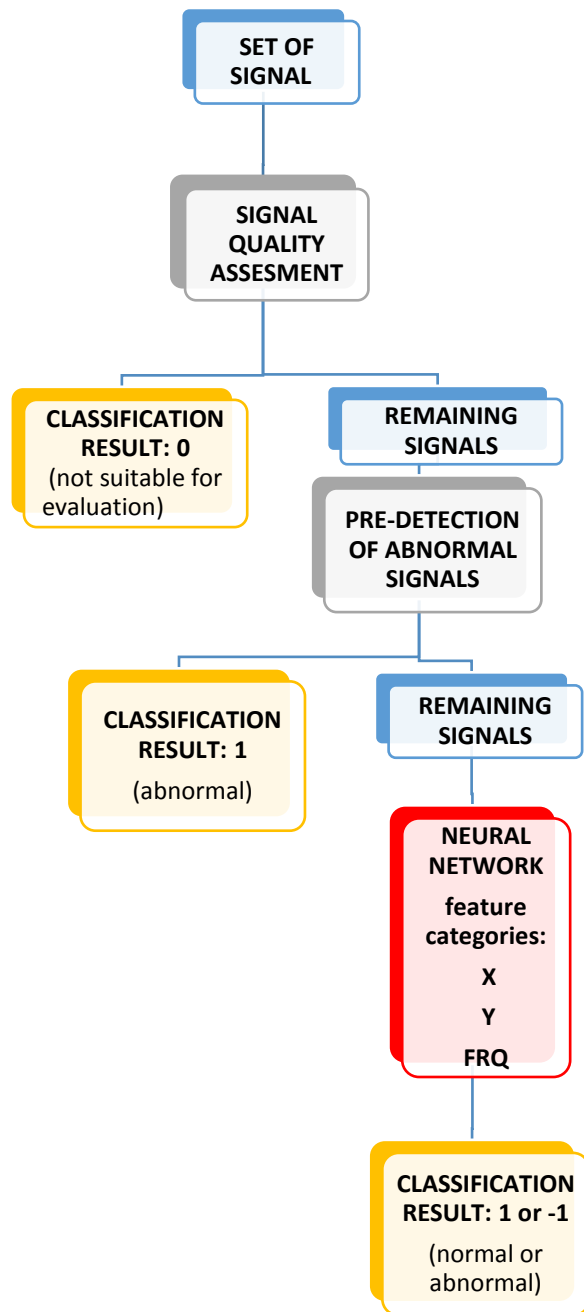 SET OF
SIGNAL
SIGNAL
QUALITY
ASSESMENT
CLASSIFICATION
RESULT: 0
(not suitable for
evaluation)
REMAINING
SIGNALS
PRE-DETECTION
OF ABNORMAL
SIGNALS
CLASSIFICATION
RESULT: 1
(abnormal)
REMAINING
SIGNALS
NEURAL
NETWORK
feature
categories:
X
Y
FRQ
CLASSIFICATION
RESULT: 1 or -1
(normal or
abnormal)